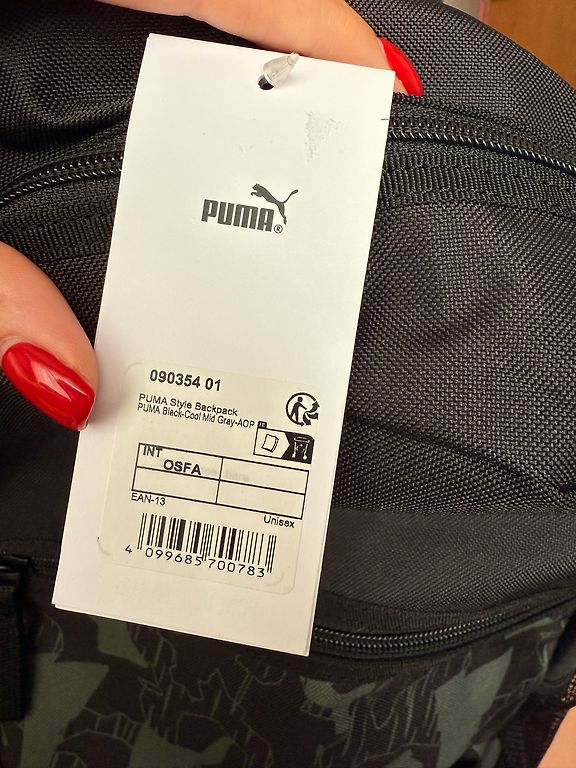 PUMA®
090354 01
PUMA Style Backpack
PUMA Black-Cool Mid Gray-AOP
INT
OSFA
EAN-13
Unisex
4 099685 700783